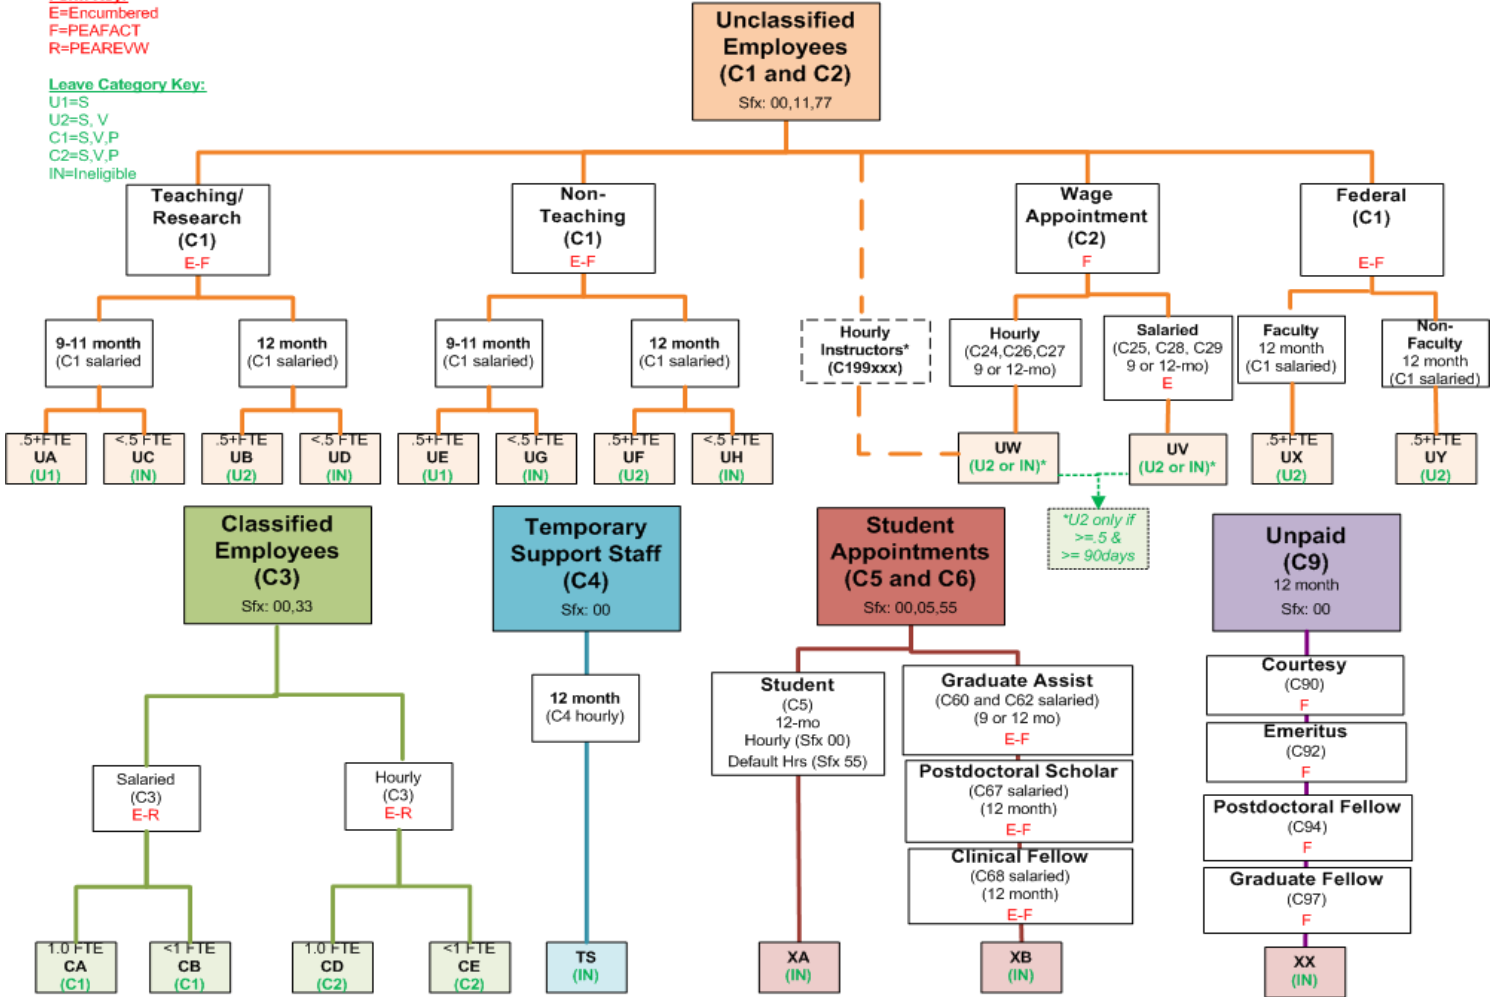 E=Encumbered
F=PEAFACT
R=PEAREVW
Leave Category Key:
U1=S
U2=S, V
C1=S,V,P
C2=S,V,P
IN=Ineligible
Unclassified
Employees
(C1 and C2)
Sfx: 00,11,77
Teaching/
Research
(C1)
E-F
Non-
Teaching
(C1)
E-F
Wage
Appointment
(C2)
F
Federal
(C1)
E-F
9-11 month
(C1 salaried
12 month
(C1 salaried)
9-11 month
(C1 salaried)
12 month
(C1 salaried)
Hourly
Instructors*
(C199xxx)
Hourly
(C24,C26,C27
9 or 12-mo)
Salaried
(C25, C28, C29
9 or 12-mo)
E
Faculty
12 month
(C1 salaried)
Non-
Faculty
12 month
(C1 salaried)
.5+FTE
UA
(U1)
<.5 FTE
UC
(IN)
.5+FTE
UB
(U2)
<.5 FTE
UD
(IN)
.5+FTE
UE
(U1)
<.5 FTE
UG
(IN)
.5+FTE
UF
(U2)
<.5 FTE
UH
(IN)
UW
(U2 or IN)*
UV
(U2 or IN)*
.5+FTE
UX
(U2)
.5+FTE
UY
(U2)
*U2 only if
>=.5 &
>= 90days
Classified
Employees
(C3)
Sfx: 00,33
Temporary
Support Staff
(C4)
Sfx: 00
Student
Appointments
(C5 and C6)
Sfx: 00,05,55
Unpaid
(C9)
12 month
Sfx: 00
Salaried
(C3)
E-R
Hourly
(C3)
E-R
12 month
(C4 hourly)
Student
(C5)
12-mo
Hourly (Sfx 00)
Default Hrs (Sfx 55)
Graduate Assist
(C60 and C62 salaried)
(9 or 12 mo)
E-F
Postdoctoral Scholar
(C67 salaried)
(12 month)
E-F
Clinical Fellow
(C68 salaried)
(12 month)
E-F
Courtesy
(C90)
F
Emeritus
(C92)
F
Postdoctoral Fellow
(C94)
F
Graduate Fellow
(C97)
F
1.0 FTE
CA
(C1)
<1 FTE
CB
(C1)
1.0 FTE
CD
(C2)
<1 FTE
CE
(C2)
TS
(IN)
XA
(IN)
XB
(IN)
XX
(IN)